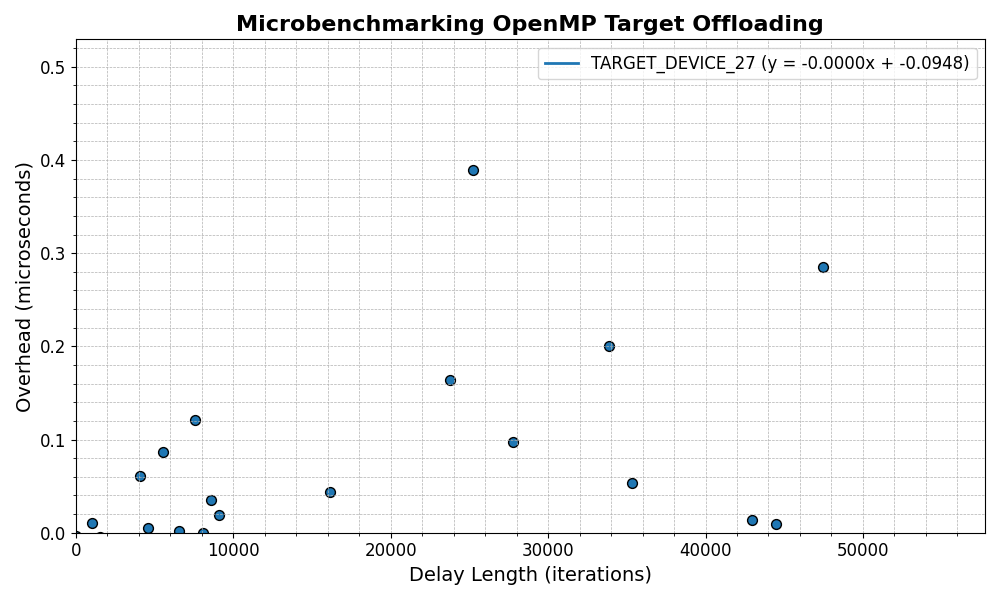 Microbenchmarking OpenMP Target Offloading
TARGET_DEVICE_27 (y = -0.0000x + -0.0948)
Overhead (microseconds)
0.5
0.4
0.3
0.2
0.1
0.0
0 10000 20000 30000 40000 50000
Delay Length (iterations)